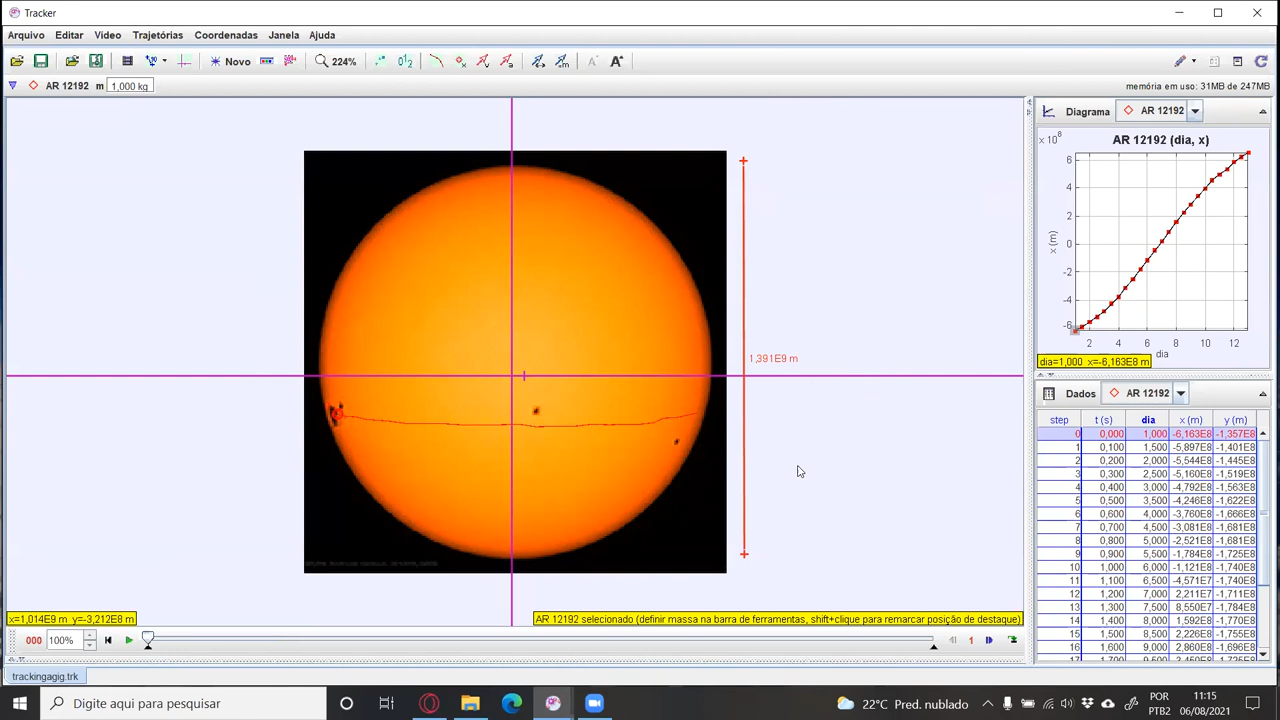 Tracker
Arquivo Editar Vídeo Trajetórias Coordenadas Janela Ajuda
Novo 224%
AR 12192 m 1,000 kg
memória em uso: 31MB de 247MB
Diagrama AR 12192
AR 12192 (dia, x)
x (m)
6
4
2
0
-2
-4
-6
2 4 6 8 10 12
dia
dia=1,000 x=-6,163E8 m
1,391E9 m
Dados AR 12192
step t (s) dia x (m) y (m)
0 0,000 1,000 -6,163E8 -1,357E8
1 0,100 1,500 -5,897E8 -1,401E8
2 0,200 2,000 -5,544E8 -1,445E8
3 0,300 2,500 -5,160E8 -1,519E8
4 0,400 3,000 -4,792E8 -1,563E8
5 0,500 3,500 -4,246E8 -1,622E8
6 0,600 4,000 -3,760E8 -1,666E8
7 0,700 4,500 -3,081E8 -1,681E8
8 0,800 5,000 -2,521E8 -1,681E8
9 0,900 5,500 -1,784E8 -1,725E8
10 1,000 6,000 -1,121E8 -1,740E8
11 1,100 6,500 -4,571E7 -1,740E8
12 1,200 7,000 2,211E7 -1,711E8
13 1,300 7,500 8,550E7 -1,784E8
14 1,400 8,000 1,592E8 -1,770E8
15 1,500 8,500 2,226E8 -1,755E8
16 1,600 9,000 2,860E8 -1,696E8
x=1,014E9 m y=-3,212E8 m
AR 12192 selecionado (definir massa na barra de ferramentas, shift+clique para remarcar posição de destaque)
000 100% 1
trackingagig.trk
Digite aqui para pesquisar
22°C Pred. nublado
POR
PTB2
11:15
06/08/2021